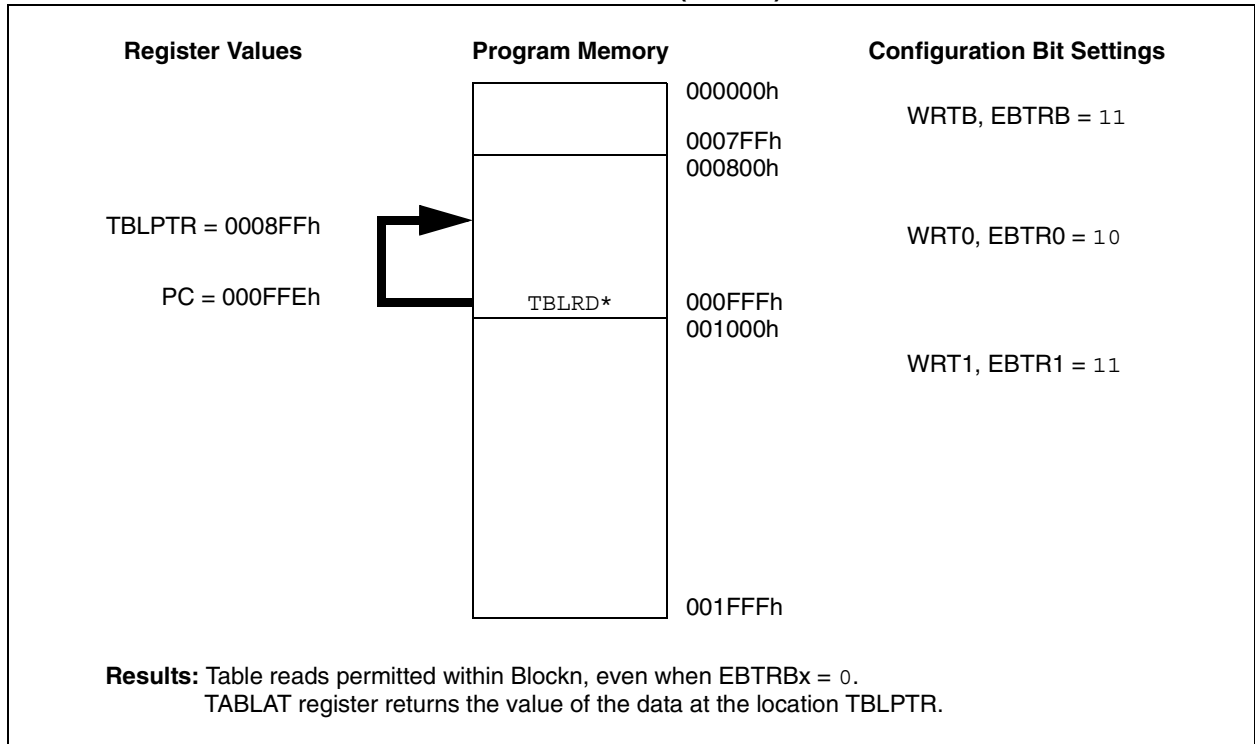 Register Values Program Memory Configuration Bit Settings
000000h
WRTB, EBTRB = 11
0007FFh
000800h
TBLPTR = 0008FFh
WRT0, EBTR0 = 10
PC = 000FFEh
TBLRD*
000FFFh
001000h
WRT1, EBTR1 = 11
001FFFh
Results: Table reads permitted within Blockn, even when EBTRBx = 0.
TABLAT register returns the value of the data at the location TBLPTR.